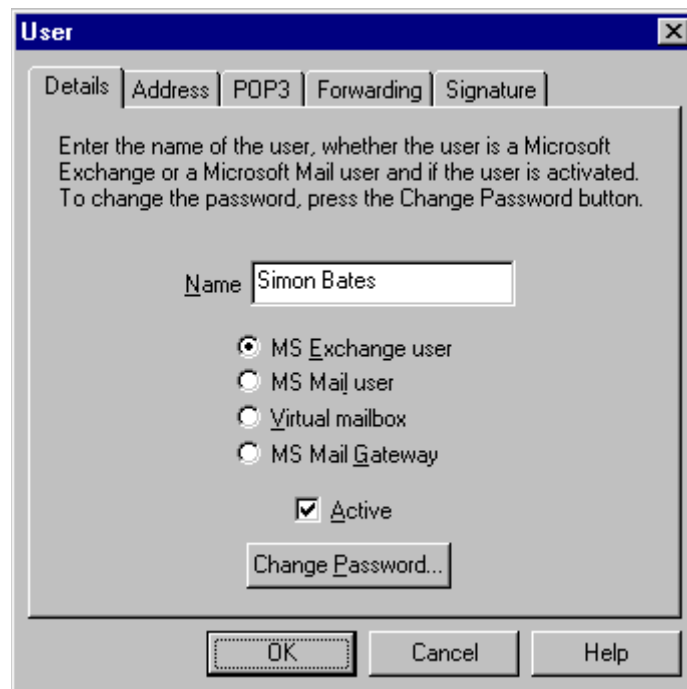 User
Details Address POP3 Forwarding Signature
Enter the name of the user, whether the user is a Microsoft
Exchange or a Microsoft Mail user and if the user is activated.
To change the password, press the Change Password button.
Name Simon Bates
MS Exchange user
MS Mail user
Virtual mailbox
MS Mail Gateway
Active
Change Password...
OK Cancel Help